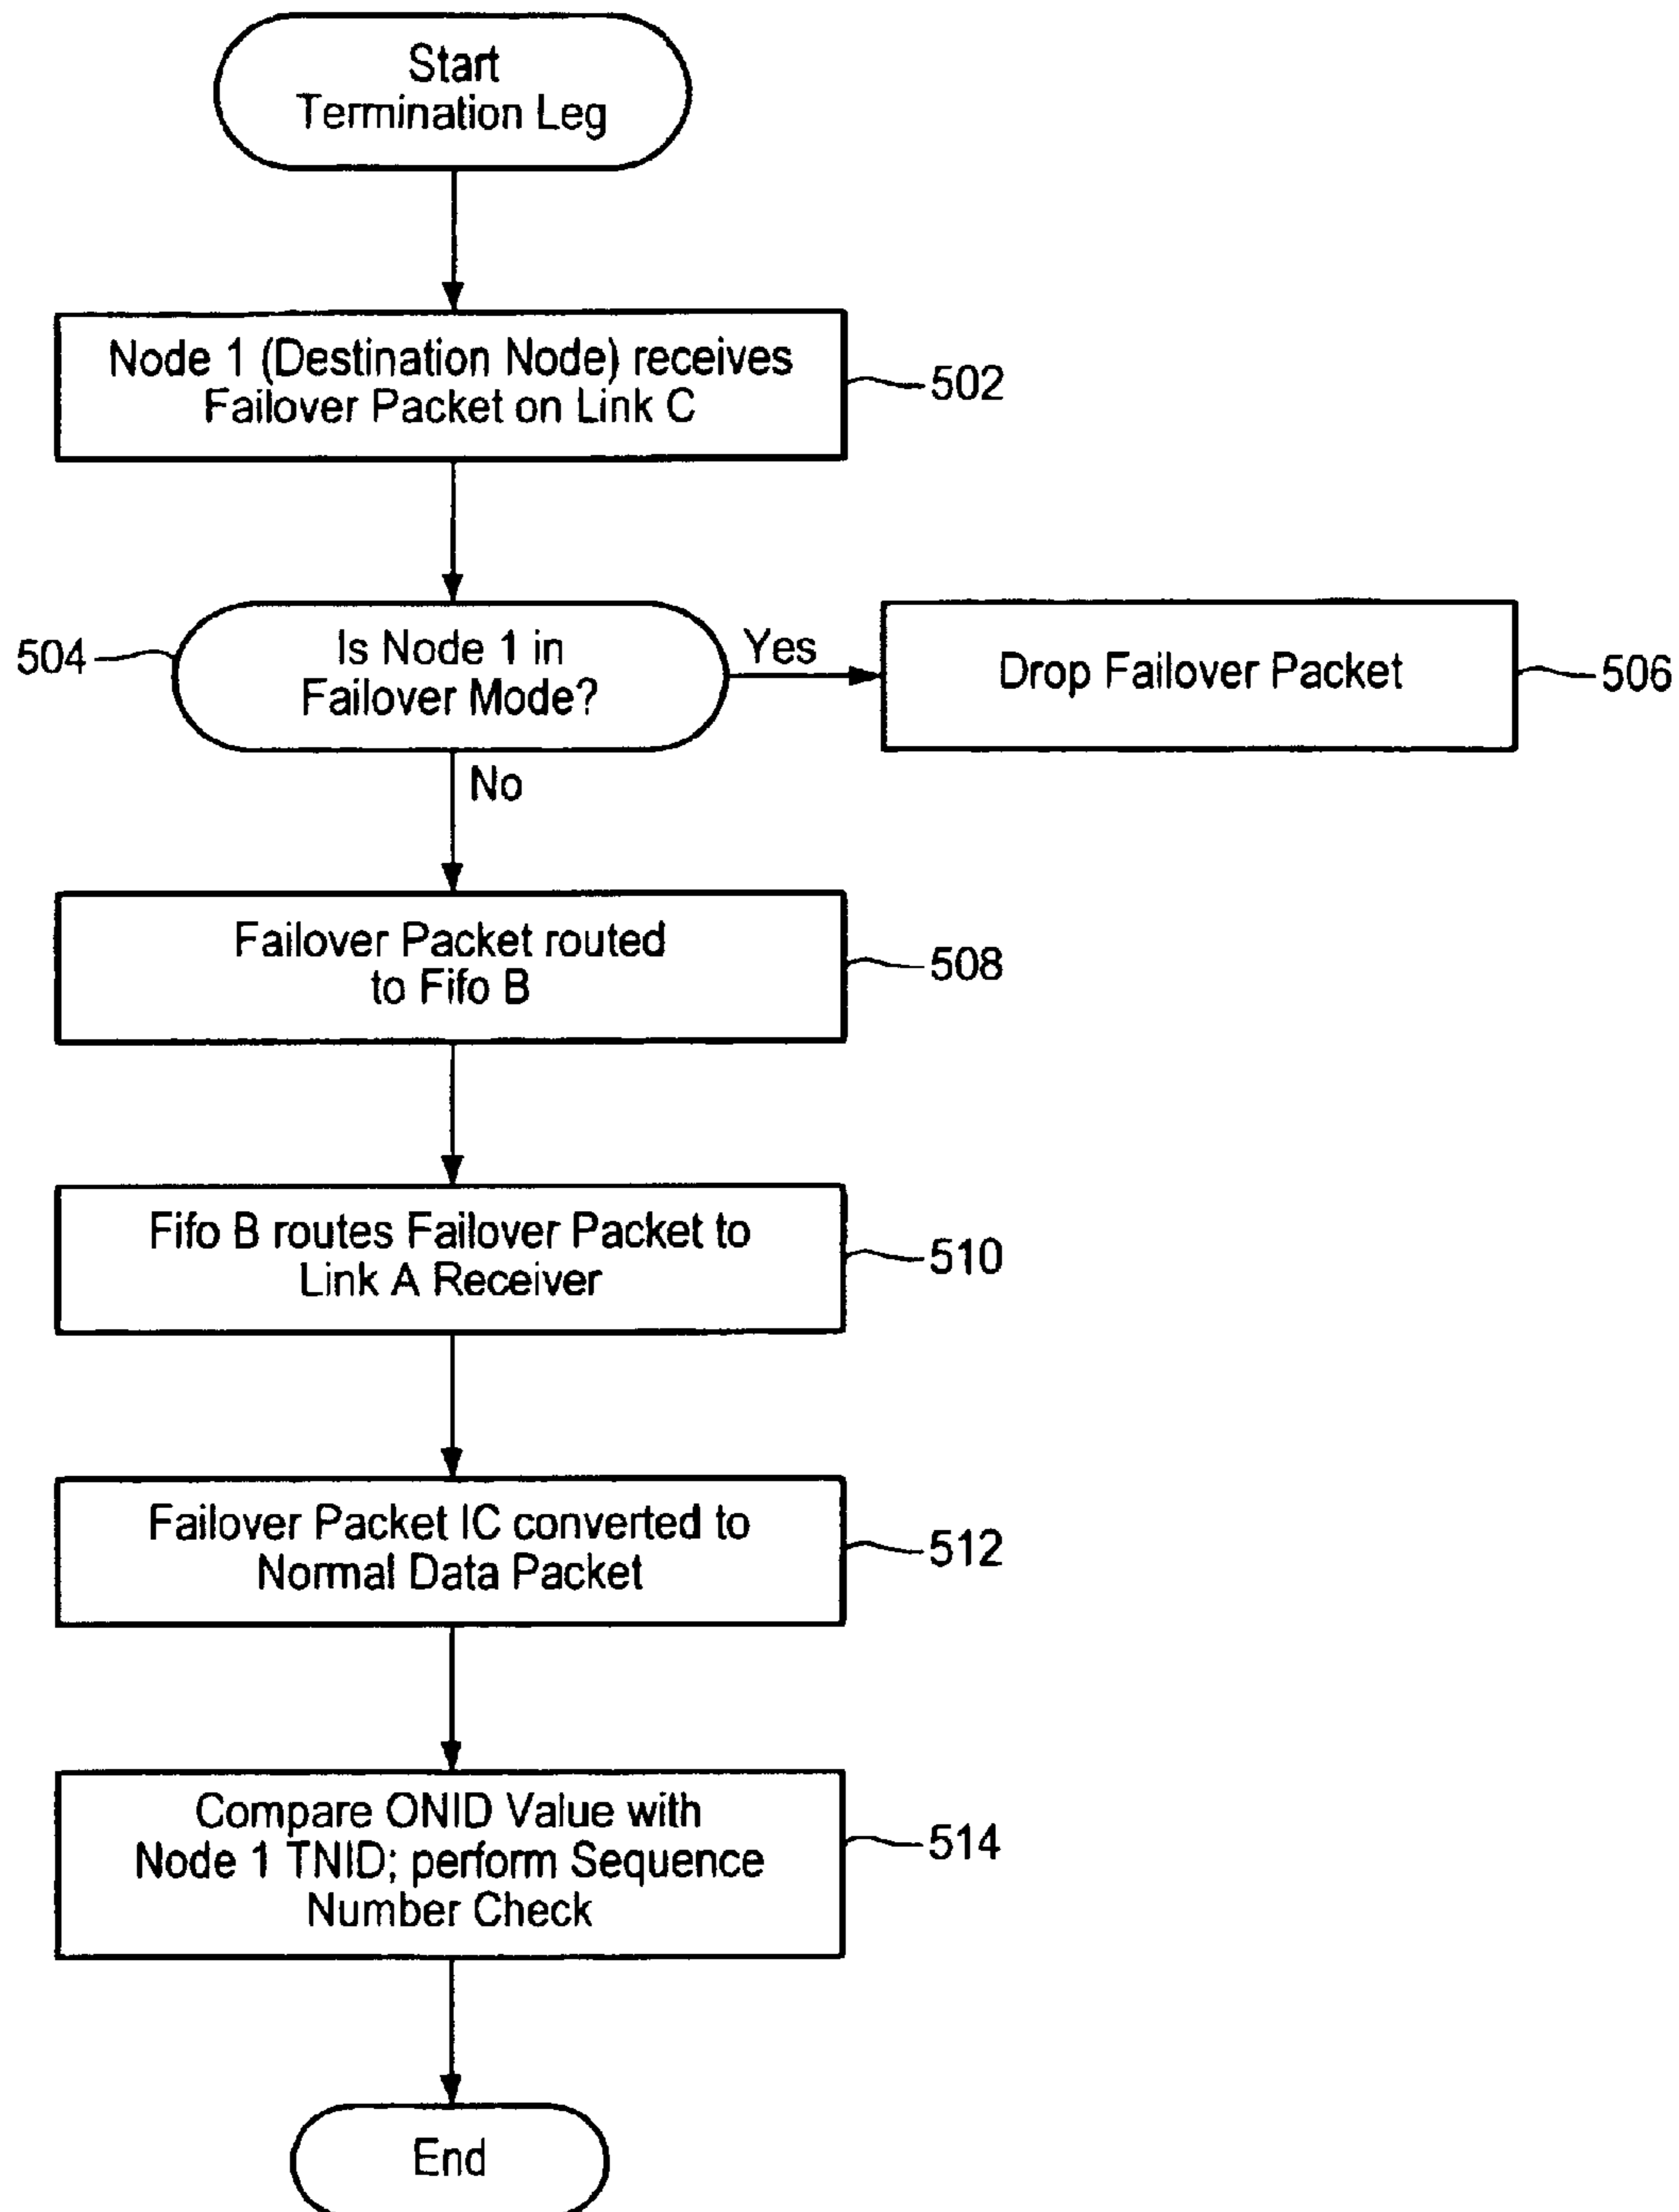 Start
Termination Leg
Node 1 (Destination Node) receives
Failover Packet on Link C
502
504
Is Node 1 in
Failover Mode?
Yes
Drop Failover Packet
506
No
Failover Packet routed
to Fifo B
508
Fifo B routes Failover Packet to
Link A Receiver
510
Failover Packet IC converted to
Normal Data Packet
512
Compare ONID Value with
Node 1 TNID; perform Sequence
Number Check
514
End